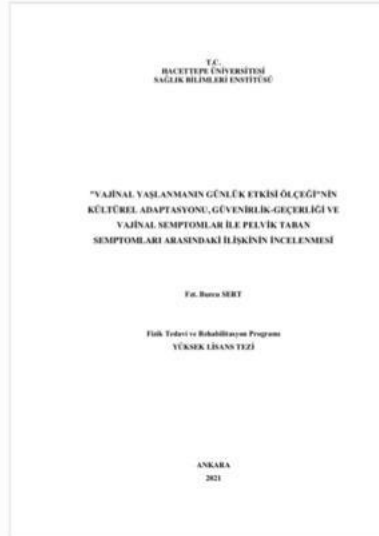 T.C.
HACETTEPE ÜNİVERSİTESİ
SAĞLIK BİLİMLERİ ENSTİTÜSÜ
"VAJİNAL YAŞLANMANIN GÜNLÜK ETKİSİ ÖLÇEĞİ"NİN
KÜLTÜREL ADAPTASYONU, GÜVENİRLİK-GEÇERLİĞİ VE
VAJİNAL SEMPTOMLAR İLE PELVİK TABAN
SEMPTOMLARI ARASINDAKİ İLİŞKİNİN İNCELENMESİ
Fzt. Burcu SERT
Fizik Tedavi ve Rehabilitasyon Programı
YÜKSEK LİSANS TEZİ
ANKARA
2021